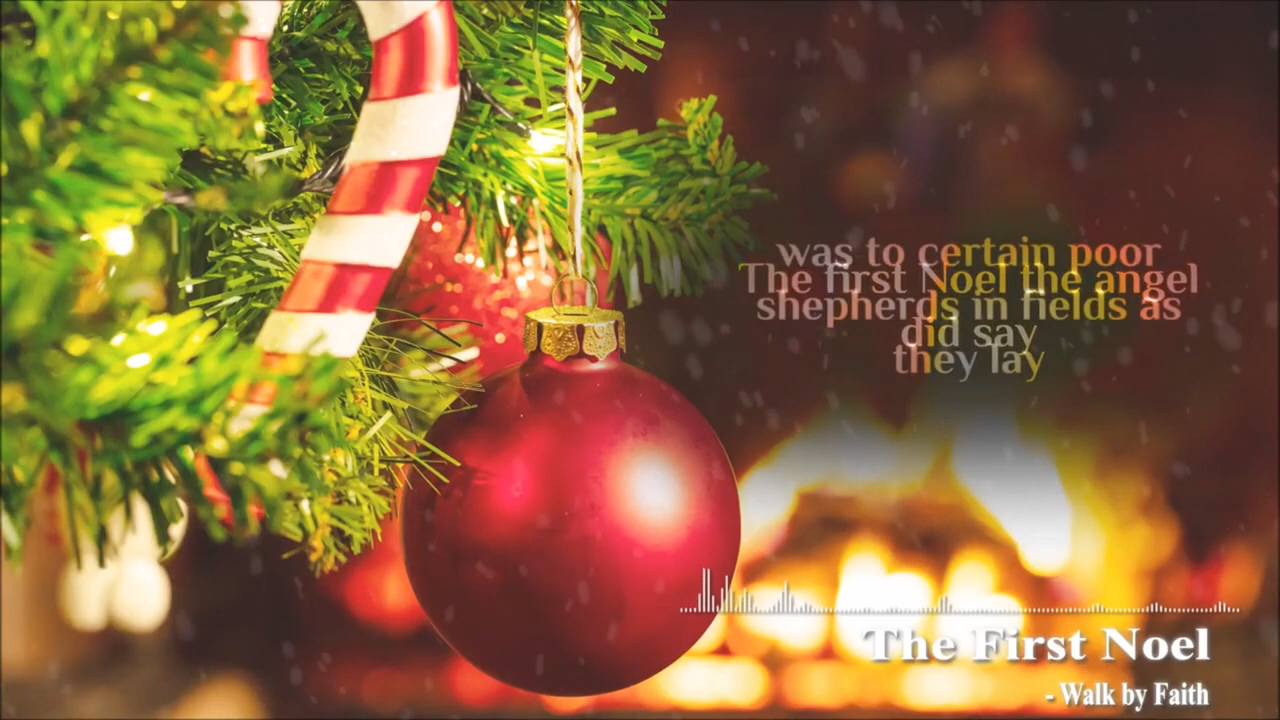 was to certain poor
The first Noel the angel
shepherds in fields as
did say
they lay
The First Noel
- Walk by Faith